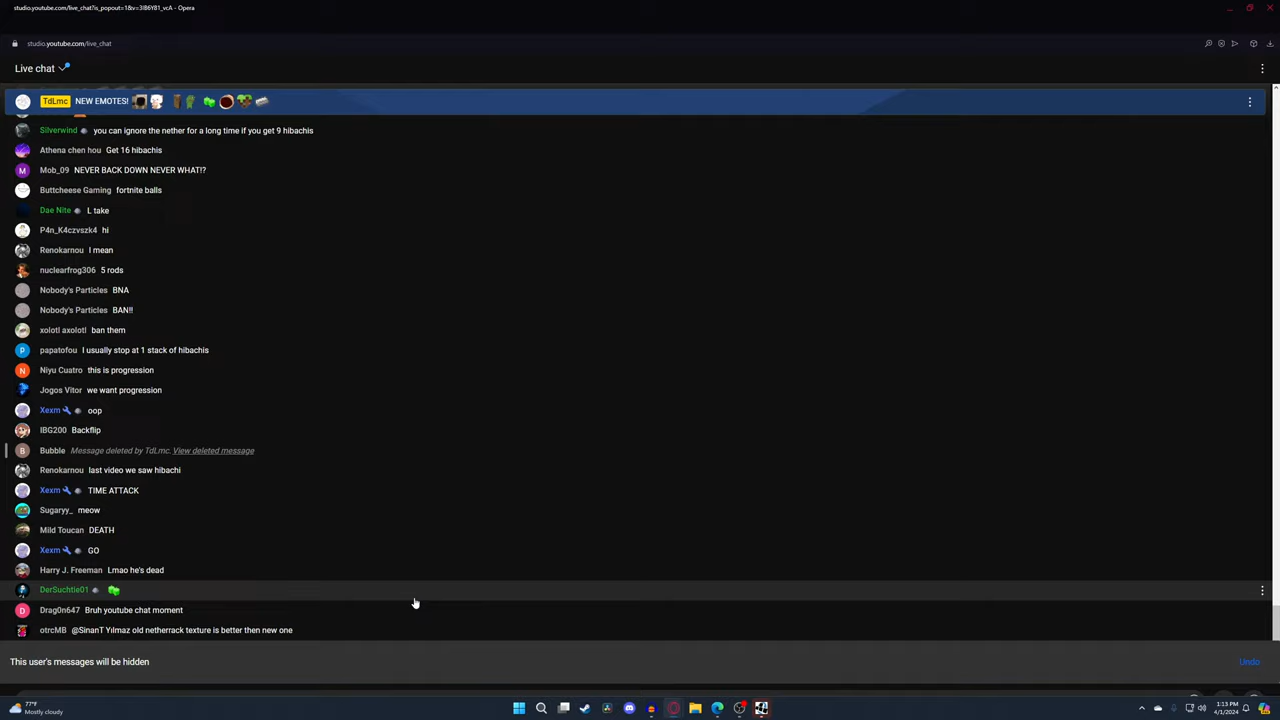 studio.youtube.com/live_chat?is_popout=1&v=3I86Y81_vcA - Opera
studio.youtube.com/live_chat
Live chat
TdLmc NEW EMOTES!
Silverwind you can ignore the nether for a long time if you get 9 hibachis
Athena chen hou Get 16 hibachis
M Mob_09 NEVER BACK DOWN NEVER WHAT!?
Buttcheese Gaming fortnite balls
Dae Nite L take
P4n_K4czvszk4 hi
Renokarnou I mean
nuclearfrog306 5 rods
Nobody's Particles BNA
Nobody's Particles BAN!!
xolotl axolotl ban them
P papatofou I usually stop at 1 stack of hibachis
N Niyu Cuatro this is progression
Jogos Vitor we want progression
Xexm oop
IBG200 Backflip
B Bubble Message deleted by TdLmc. View deleted message
Renokarnou last video we saw hibachi
Xexm TIME ATTACK
Sugaryy_ meow
Mild Toucan DEATH
Xexm GO
Harry J. Freeman Lmao he's dead
DerSuchtie01
D Drag0n647 Bruh youtube chat moment
otrcMB @SinanT Yılmaz old netherrack texture is better then new one
This user's messages will be hidden Undo
77°F
Mostly cloudy
1:13 PM
4/1/2024